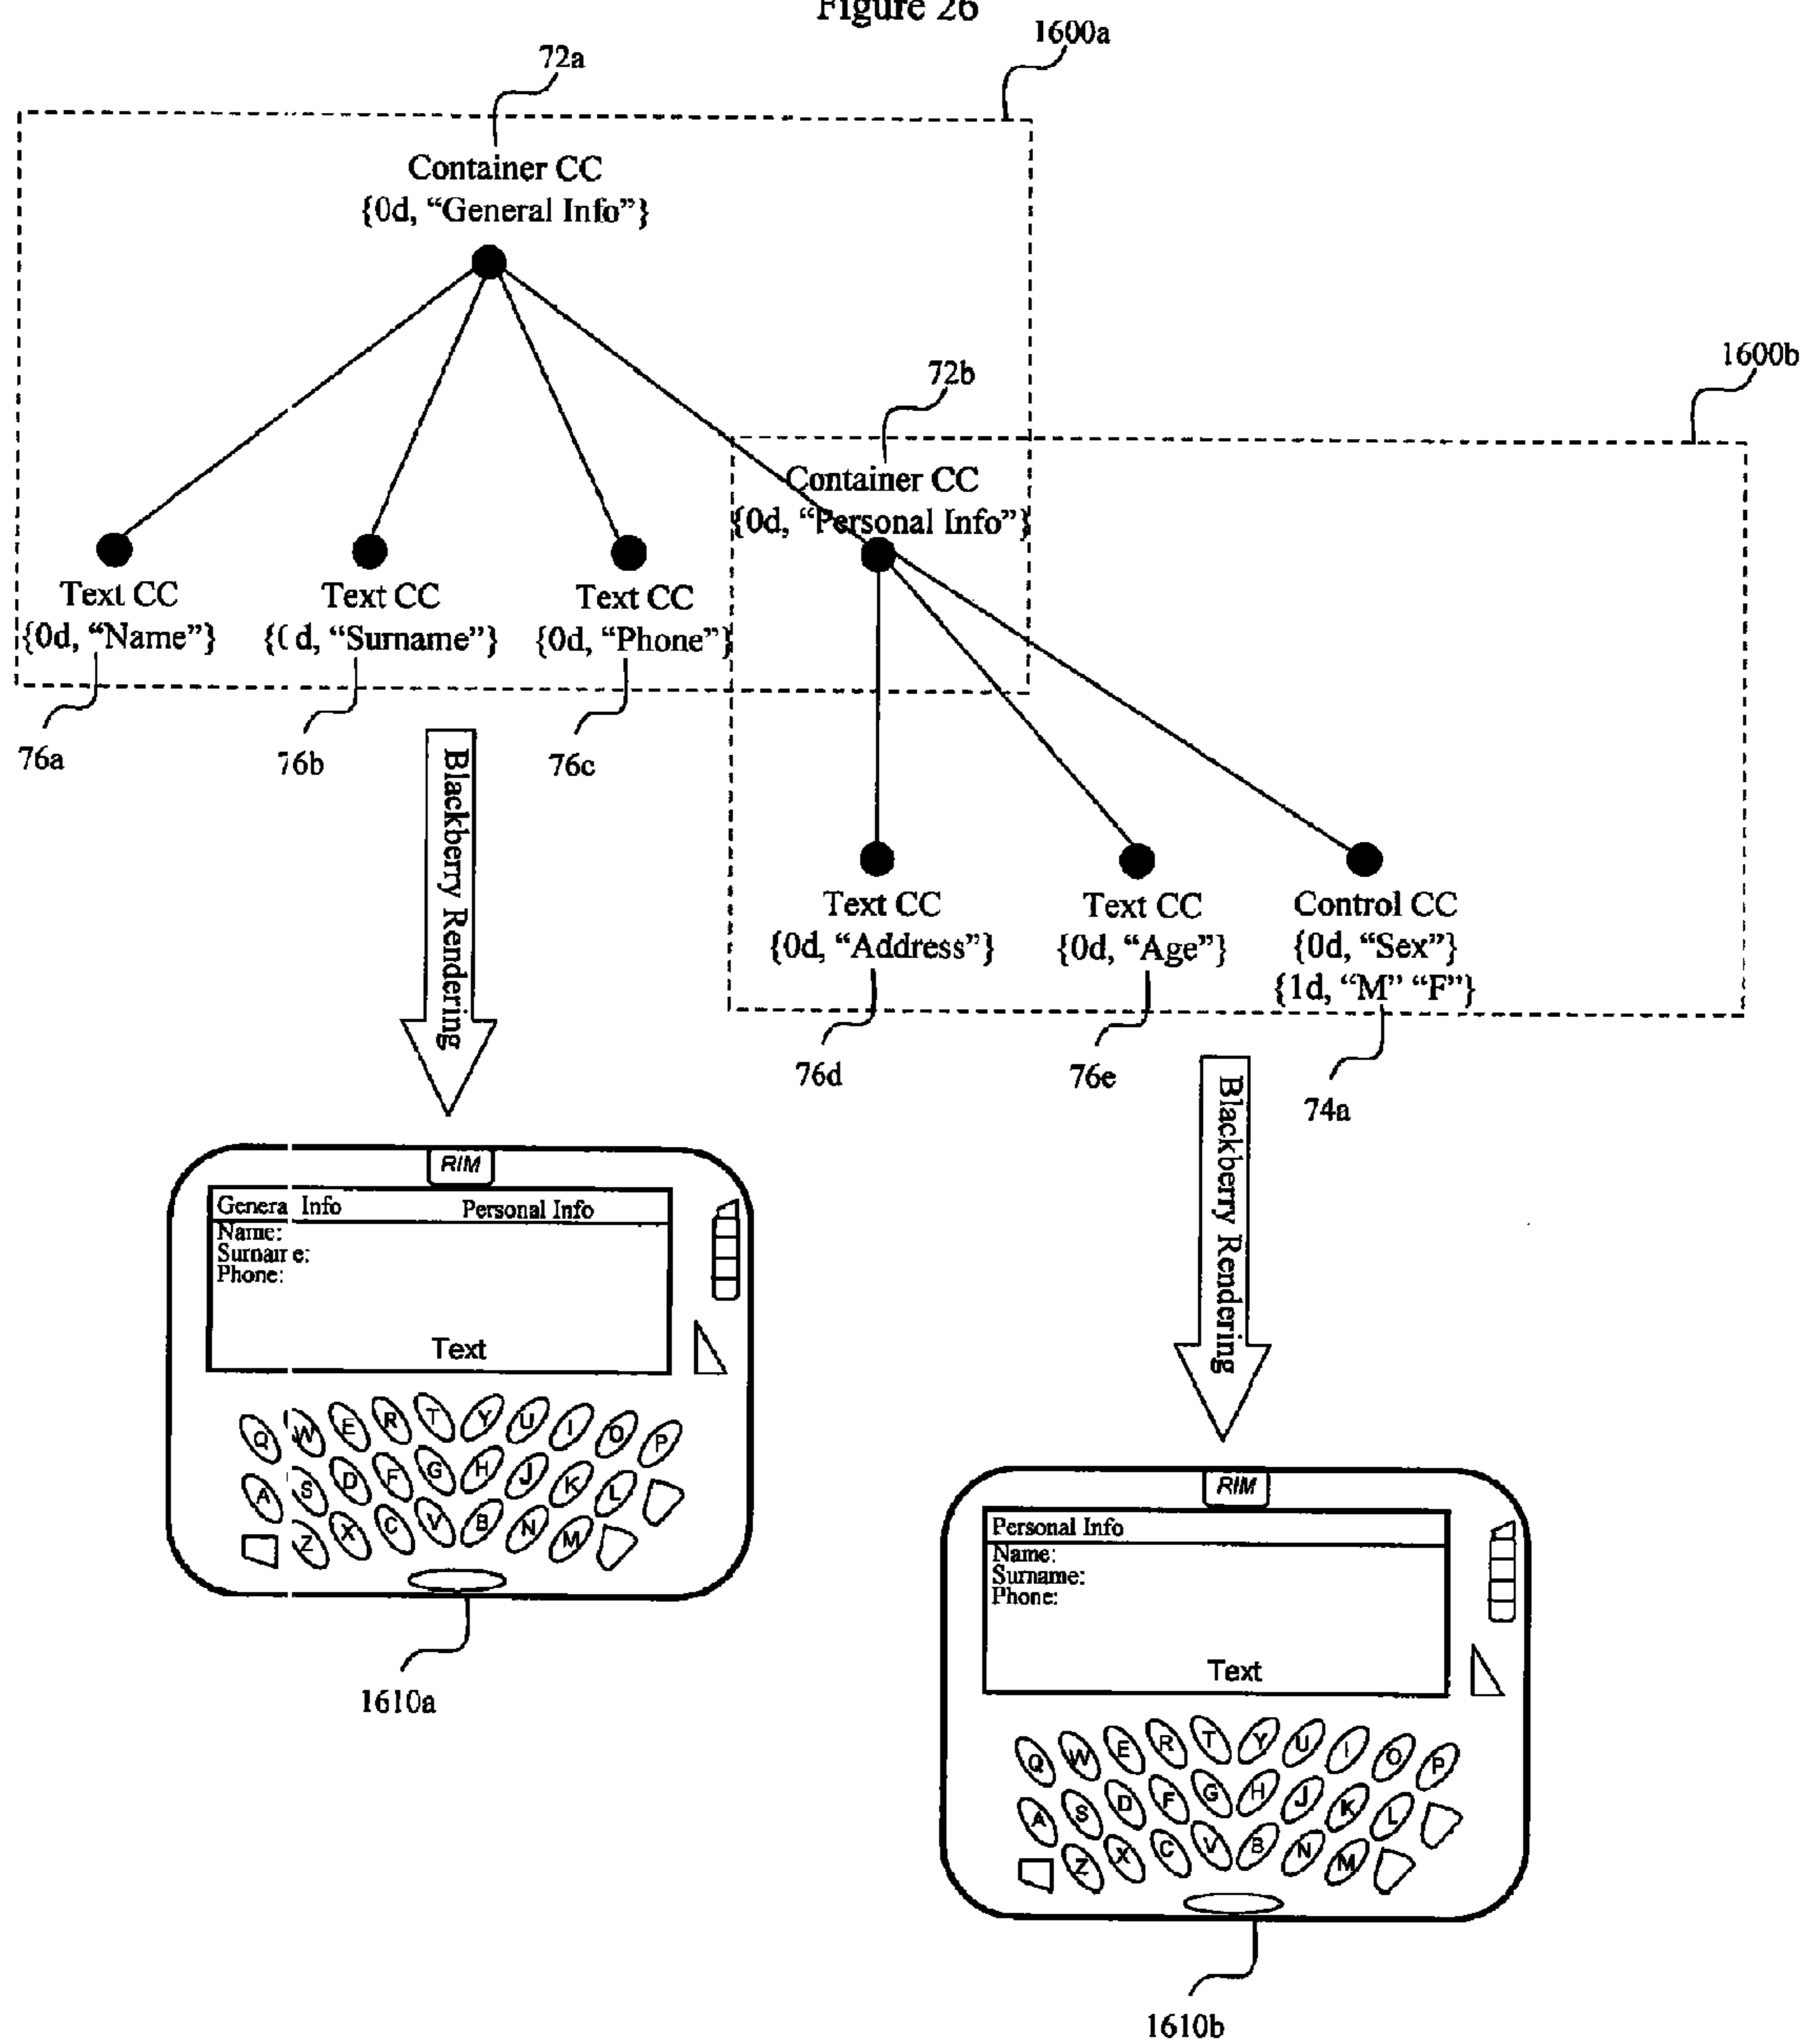 Figure 26
1600a
72a
Container CC
{0d, “General Info”}
1600b
72b
Container CC
{0d, “Personal Info”}
Text CC
{0d, “Name”}
Text CC
{( d, “Surname”}
Text CC
{0d, “Phone”}
76a
76b
76c
Blackberry Rendering
Text CC
{0d, “Address”}
Text CC
{0d, “Age”}
Control CC
{0d, “Sex”}
{1d, “M” “F”}
76d
76e
74a
Blackberry Rendering
RIM
Genera Info Personal Info
Name:
Surname:
Phone:
Text
Q W E R T Y U I O P
A S D F G H J K L
Z X C V B N M
1610a
RIM
Personal Info
Name:
Surname:
Phone:
Text
Q W E R T Y U I O P
A S D F G H J K L
Z X C V B N M
1610b